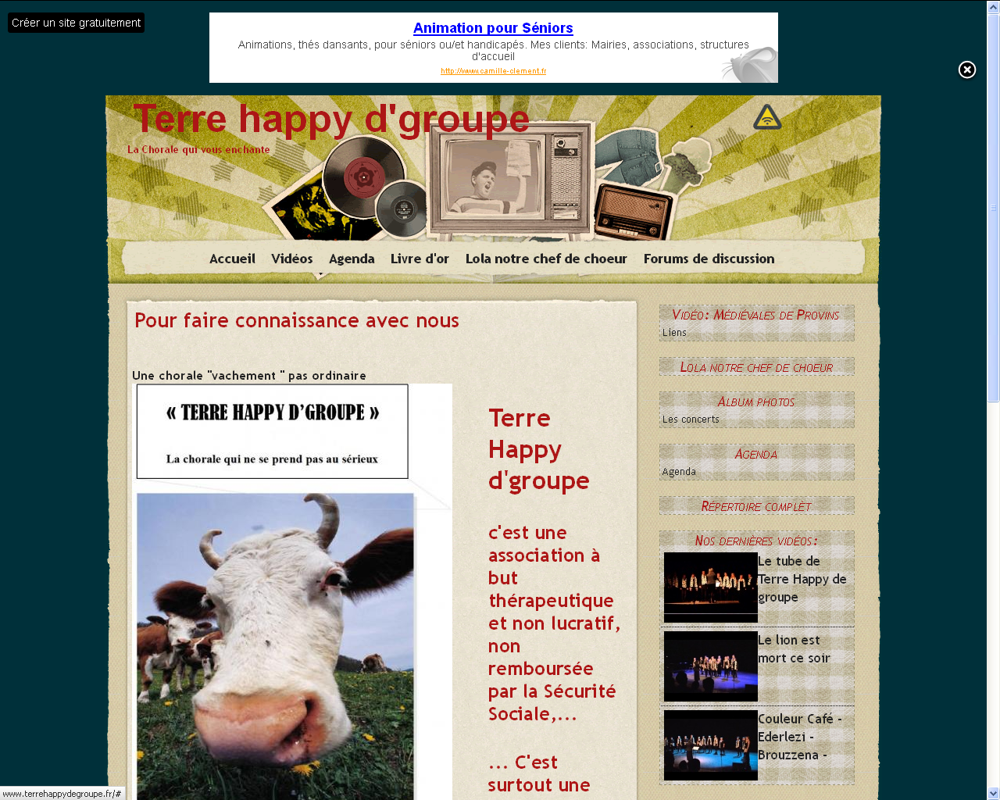 Créer un site gratuitement
Animation pour Séniors
Animations, thés dansants, pour séniors ou/et handicapés. Mes clients: Mairies, associations, structures
d'accueil
http://www.camille-clement.fr
Terre happy d'groupe
La Chorale qui vous enchante
Accueil
Vidéos
Agenda
Livre d'or
Lola notre chef de choeur
Forums de discussion
Pour faire connaissance avec nous
Une chorale "vachement " pas ordinaire
« TERRE HAPPY D'GROUPE »
La chorale qui ne se prend pas au sérieux
Terre
Happy
d'groupe
c'est une
association à
but
thérapeutique
et non lucratif,
non
remboursée
par la Sécurité
Sociale,...
... C'est
surtout une
Vidéo: Médiévales de Provins
Liens
Lola notre chef de choeur
Album photos
Les concerts
Agenda
Agenda
Répertoire complèt
Nos dernières vidéos:
Le tube de
Terre Happy de
groupe
Le lion est
mort ce soir
Couleur Café -
Ederlezi -
Brouzzena -
www.terrehappydegroupe.fr/#